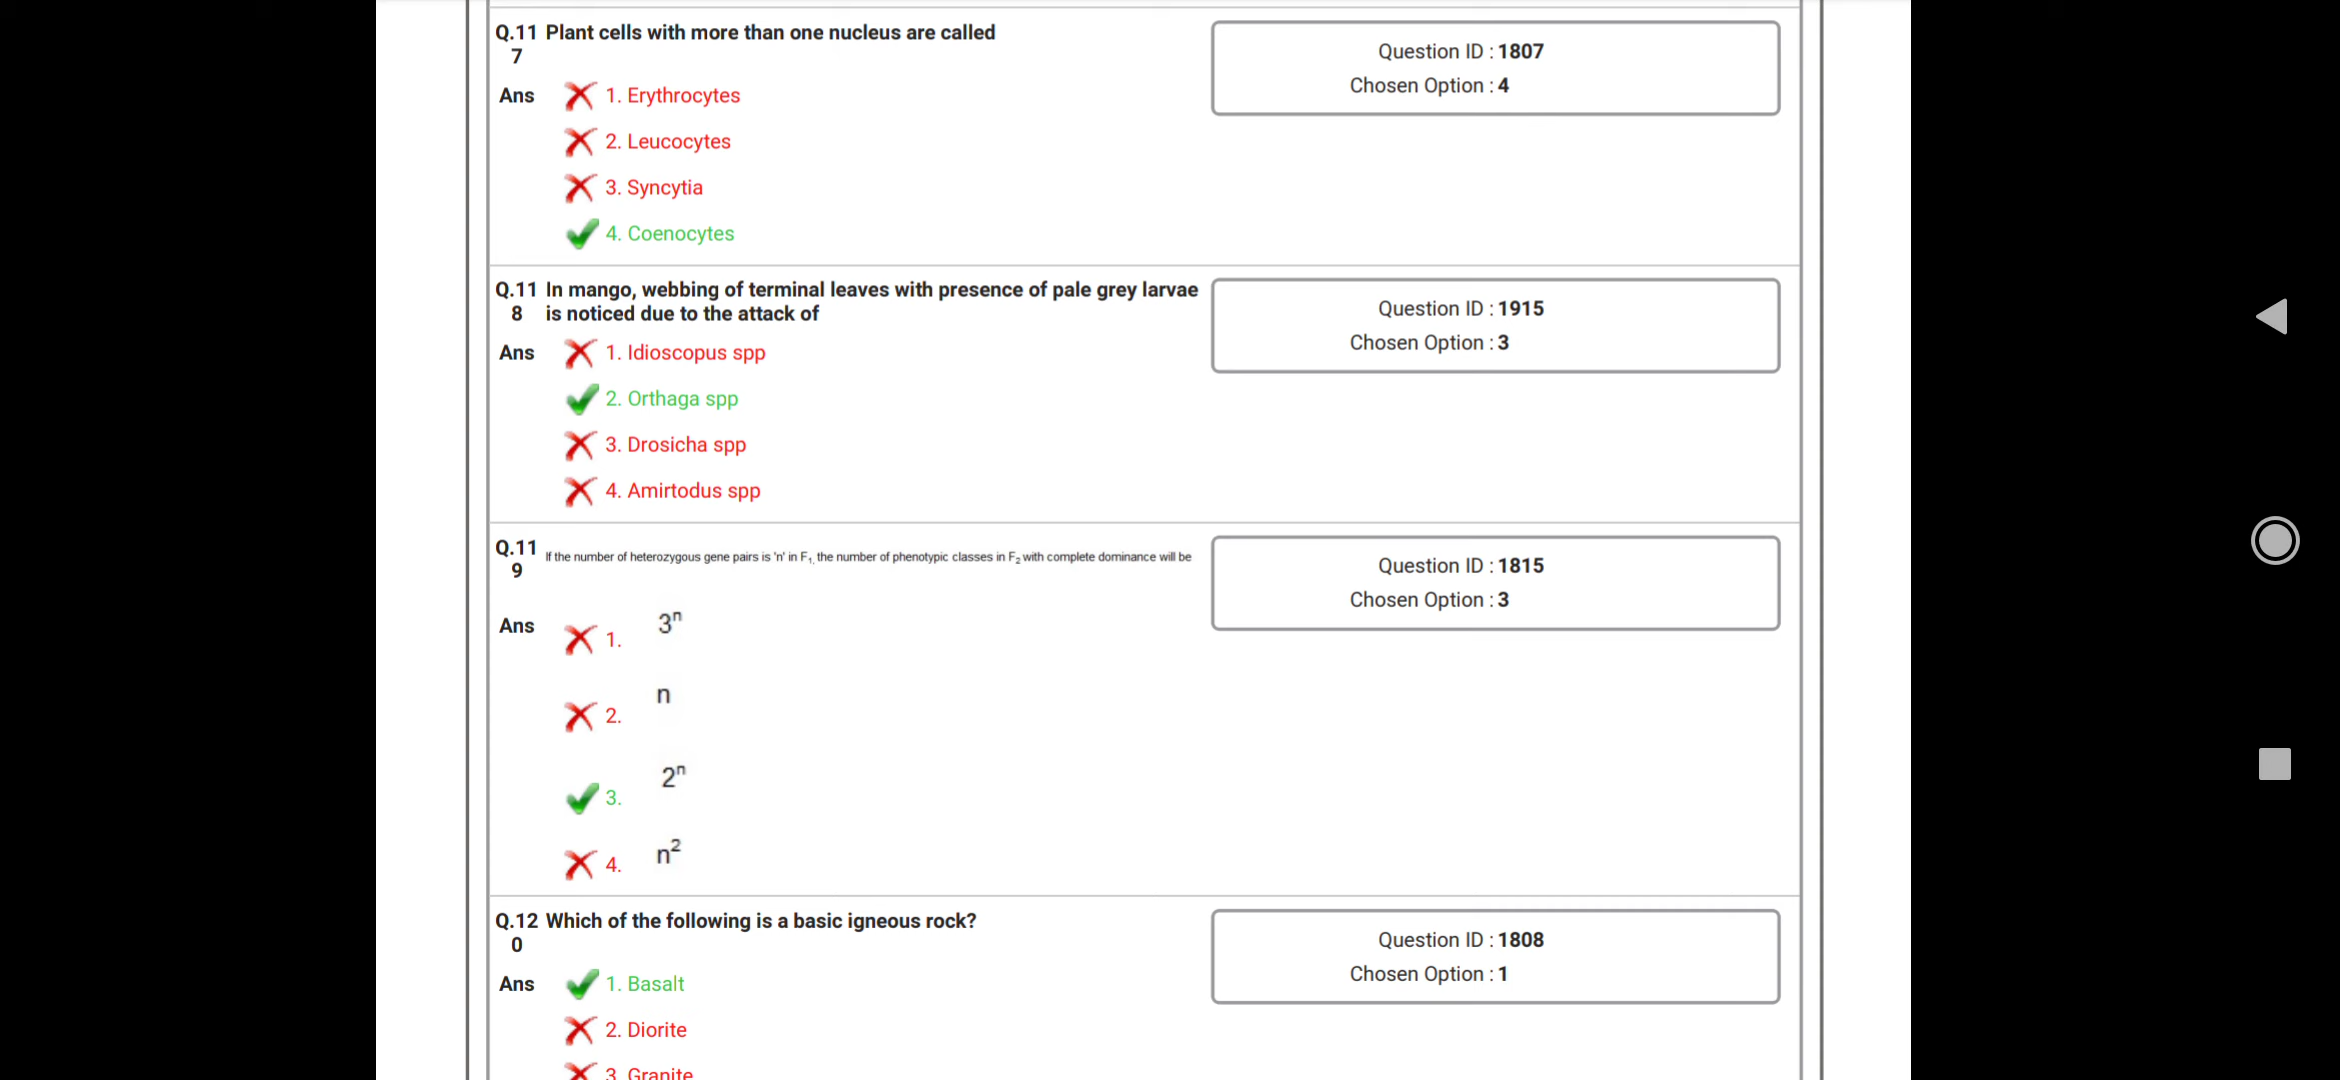 Q.11 Plant cells with more than one nucleus are called
7
Question ID : 1807
Chosen Option : 4
Ans 1. Erythrocytes
2. Leucocytes
3. Syncytia
4. Coenocytes
Q.11 In mango, webbing of terminal leaves with presence of pale grey larvae
8 is noticed due to the attack of
Question ID : 1915
Chosen Option : 3
Ans 1. Idioscopus spp
2. Orthaga spp
3. Drosicha spp
4. Amirtodus spp
Q.11 If the number of heterozygous gene pairs is 'n' in F₁, the number of phenotypic classes in F₂ with complete dominance will be
9
Question ID : 1815
Chosen Option : 3
Ans 1. 3ⁿ
2. n
3. 2ⁿ
4. n²
Q.12 Which of the following is a basic igneous rock?
0
Question ID : 1808
Chosen Option : 1
Ans 1. Basalt
2. Diorite
3. Granite